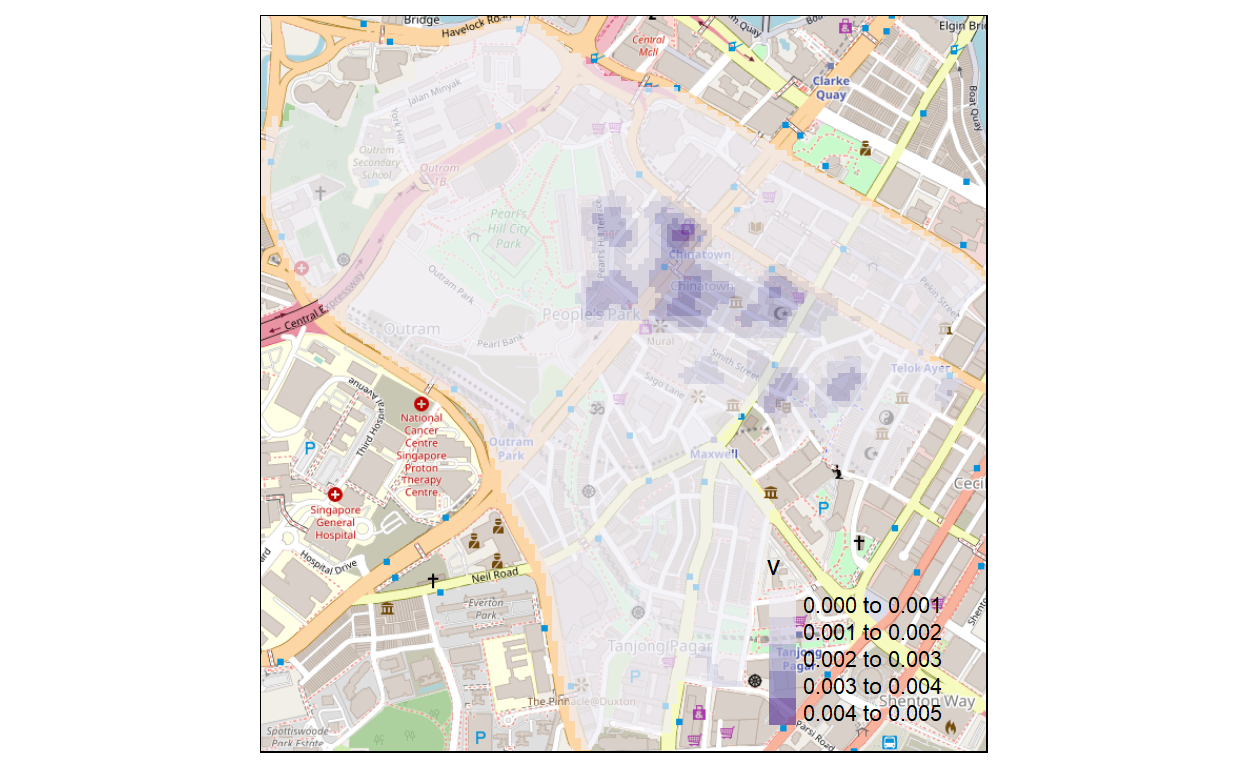 Bridge
Havelock Road
Elgin Bri
Central
Mall
Clarke
Quay
Boat Quay
Jalan Minyak
York Hill
Outram
Secondary
School
Outram
Pearl's
Hill City
Park
Pearl's Hill Terrace
Chinatown
Chinatown
Outram Park
Pekin Street
Expressway
Central E
People's Park
Outram
Pearl Bank
Mural
Smith Street
Sago Lane
Telok Ayer
Third Hospital Avenue
National
Cancer
Centre
Singapore
Proton
Therapy
Centre
P
Outram
Park
Maxwell
Ceci
Singapore
General
Hospital
P
Hospital Drive
ard
Neil Road
V
Everton
Park
0.000 to 0.001
0.001 to 0.002
0.002 to 0.003
0.003 to 0.004
0.004 to 0.005
Tanjong Pagar
Tanjong
Pagar
P
The Pinnacle@Duxton
Shenton Way
Shento
Spottiswoode
Park Estate
P
Parsi Road